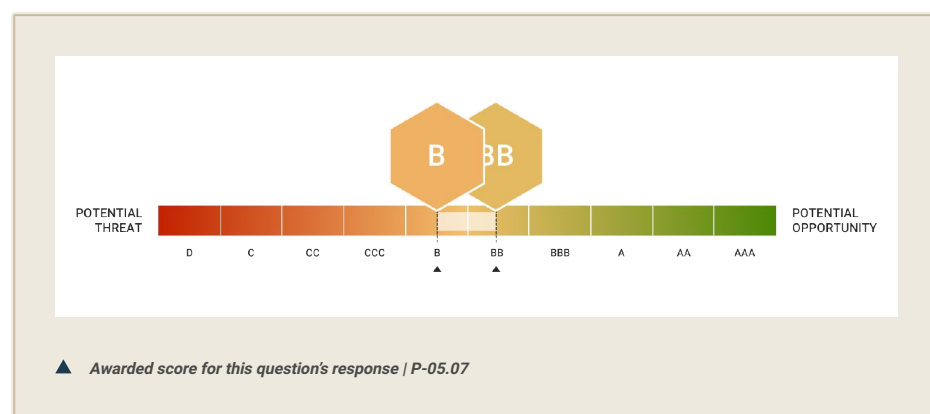 B
BB
POTENTIAL
THREAT
POTENTIAL
OPPORTUNITY
D C CC CCC B BB BBB A AA AAA
Awarded score for this question's response | P-05.07